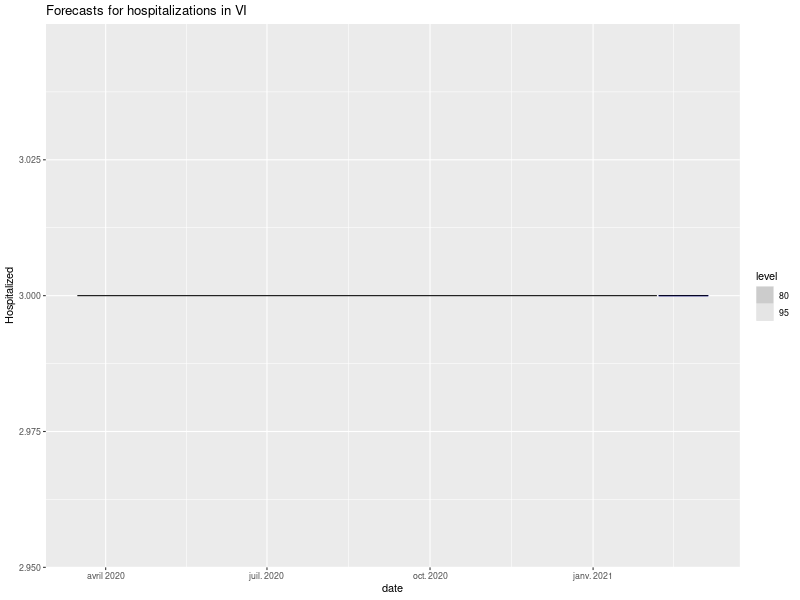 Forecasts for hospitalizations in VI
3.025
3.000
2.975
2.950
Hospitalized
avril 2020
juil. 2020
oct. 2020
janv. 2021
date
level
80
95